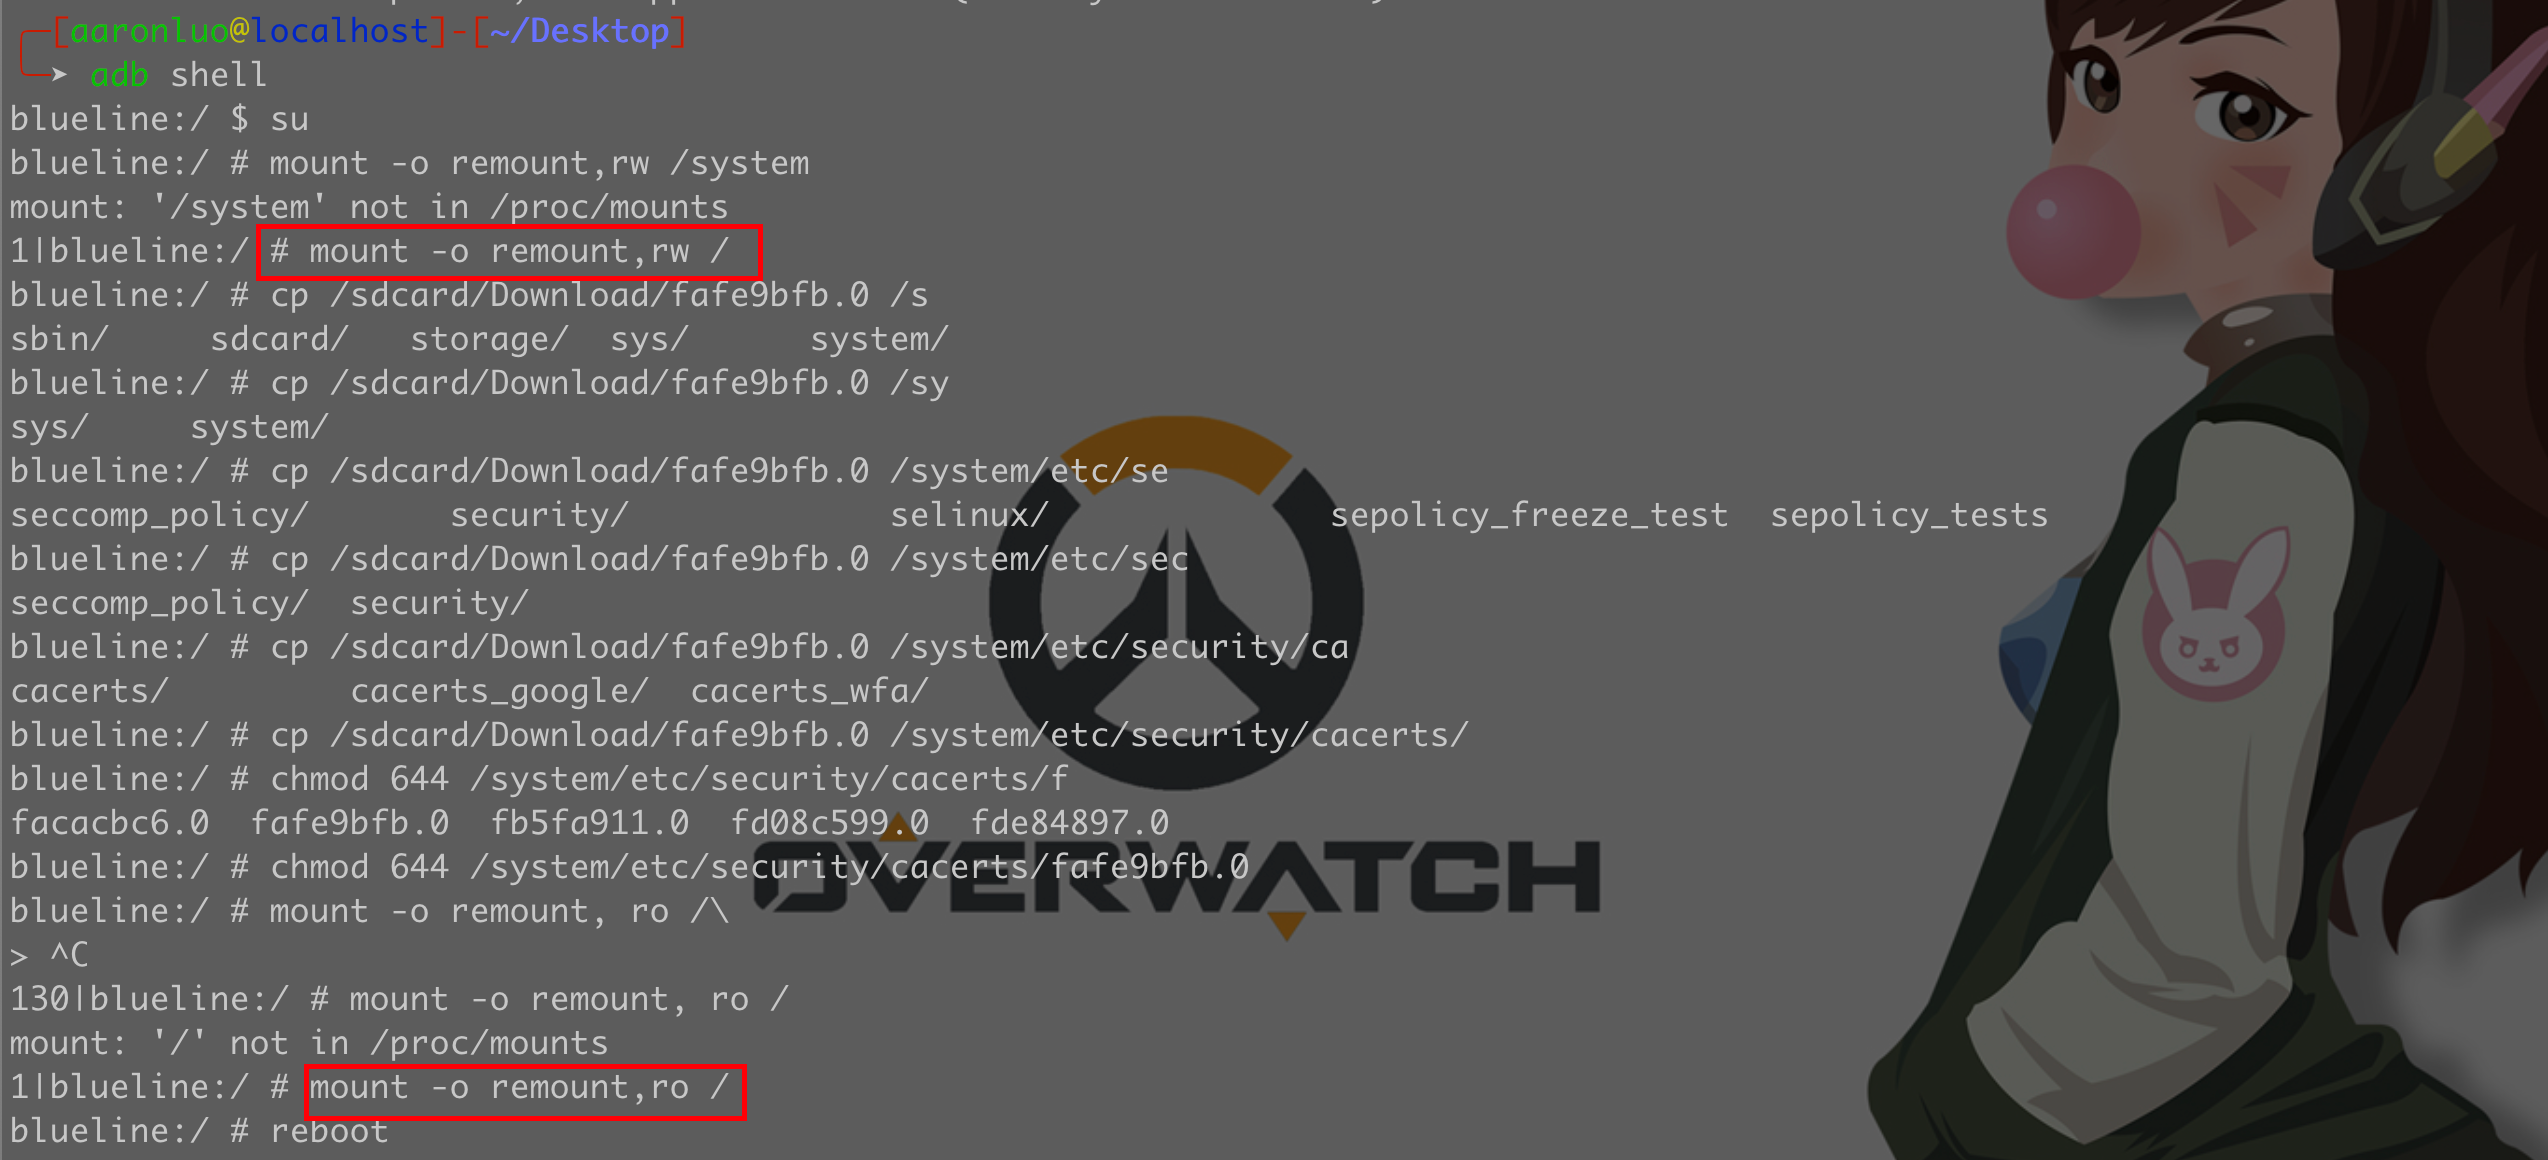 [aaronluo@localhost]-[~/Desktop]
➤ adb shell
blueline:/ $ su
blueline:/ # mount -o remount,rw /system
mount: '/system' not in /proc/mounts
1|blueline:/ # mount -o remount,rw /
blueline:/ # cp /sdcard/Download/fafe9bfb.0 /s
sbin/ sdcard/ storage/ sys/ system/
blueline:/ # cp /sdcard/Download/fafe9bfb.0 /sy
sys/ system/
blueline:/ # cp /sdcard/Download/fafe9bfb.0 /system/etc/se
seccomp_policy/ security/ selinux/ sepolicy_freeze_test sepolicy_tests
blueline:/ # cp /sdcard/Download/fafe9bfb.0 /system/etc/sec
seccomp_policy/ security/
blueline:/ # cp /sdcard/Download/fafe9bfb.0 /system/etc/security/ca
cacerts/ cacerts_google/ cacerts_wfa/
blueline:/ # cp /sdcard/Download/fafe9bfb.0 /system/etc/security/cacerts/
blueline:/ # chmod 644 /system/etc/security/cacerts/f
facacbc6.0 fafe9bfb.0 fb5fa911.0 fd08c599.0 fde84897.0
blueline:/ # chmod 644 /system/etc/security/cacerts/fafe9bfb.0
blueline:/ # mount -o remount, ro /\
> ^C
130|blueline:/ # mount -o remount, ro /
mount: '/' not in /proc/mounts
1|blueline:/ # mount -o remount,ro /
blueline:/ # reboot
OVERWATCH